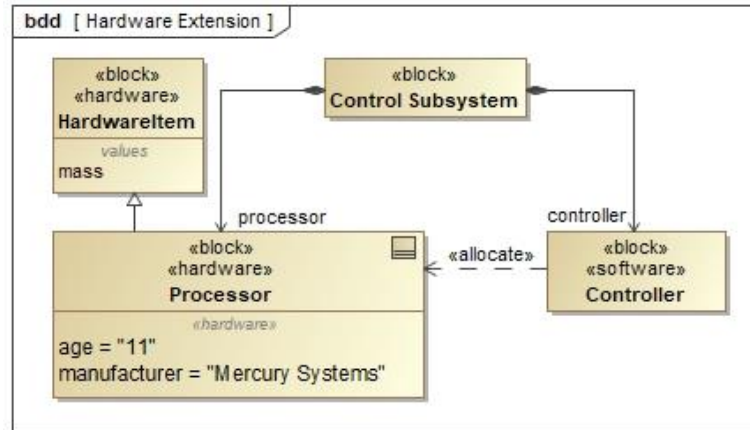 bdd [ Hardware Extension ]
«block»
«hardware»
HardwareItem
values
mass
«block»
Control Subsystem
processor
controller
«block»
«hardware»
Processor
«hardware»
age = "11"
manufacturer = "Mercury Systems"
«allocate»
«block»
«software»
Controller